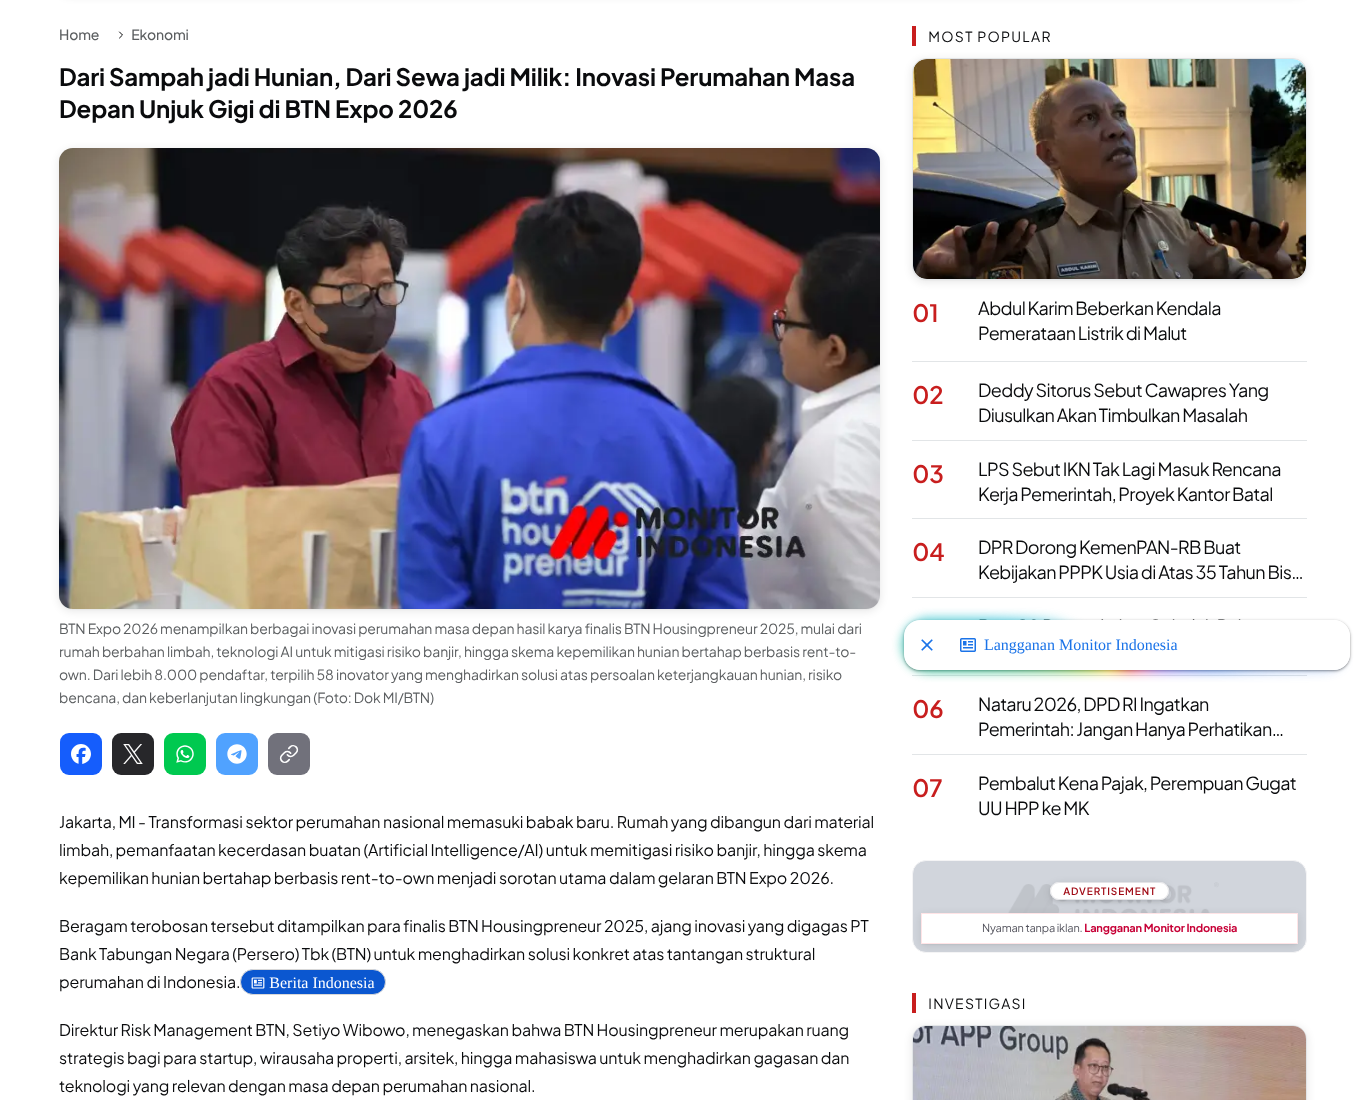 Home > Ekonomi
Dari Sampah jadi Hunian, Dari Sewa jadi Milik: Inovasi Perumahan Masa
Depan Unjuk Gigi di BTN Expo 2026
btn
housing
preneur
MONITOR
INDONESIA
BTN Expo 2026 menampilkan berbagai inovasi perumahan masa depan hasil karya finalis BTN Housingpreneur 2025, mulai dari
rumah berbahan limbah, teknologi AI untuk mitigasi risiko banjir, hingga skema kepemilikan hunian bertahap berbasis rent-to-
own. Dari lebih 8.000 pendaftar, terpilih 58 inovator yang menghadirkan solusi atas persoalan keterjangkauan hunian, risiko
bencana, dan keberlanjutan lingkungan (Foto: Dok MI/BTN)
Jakarta, MI - Transformasi sektor perumahan nasional memasuki babak baru. Rumah yang dibangun dari material
limbah, pemanfaatan kecerdasan buatan (Artificial Intelligence/AI) untuk memitigasi risiko banjir, hingga skema
kepemilikan hunian bertahap berbasis rent-to-own menjadi sorotan utama dalam gelaran BTN Expo 2026.
Beragam terobosan tersebut ditampilkan para finalis BTN Housingpreneur 2025, ajang inovasi yang digagas PT
Bank Tabungan Negara (Persero) Tbk (BTN) untuk menghadirkan solusi konkret atas tantangan struktural
perumahan di Indonesia. Berita Indonesia
Direktur Risk Management BTN, Setiyo Wibowo, menegaskan bahwa BTN Housingpreneur merupakan ruang
strategis bagi para startup, wirausaha properti, arsitek, hingga mahasiswa untuk menghadirkan gagasan dan
teknologi yang relevan dengan masa depan perumahan nasional.
MOST POPULAR
ABDUL KARIM
01 Abdul Karim Beberkan Kendala
Pemerataan Listrik di Malut
02 Deddy Sitorus Sebut Cawapres Yang
Diusulkan Akan Timbulkan Masalah
03 LPS Sebut IKN Tak Lagi Masuk Rencana
Kerja Pemerintah, Proyek Kantor Batal
04 DPR Dorong KemenPAN-RB Buat
Kebijakan PPPK Usia di Atas 35 Tahun Bis...
Langganan Monitor Indonesia
06 Nataru 2026, DPD RI Ingatkan
Pemerintah: Jangan Hanya Perhatikan...
07 Pembalut Kena Pajak, Perempuan Gugat
UU HPP ke MK
ADVERTISEMENT
Nyaman tanpa iklan. Langganan Monitor Indonesia
INVESTIGASI
of APP Group